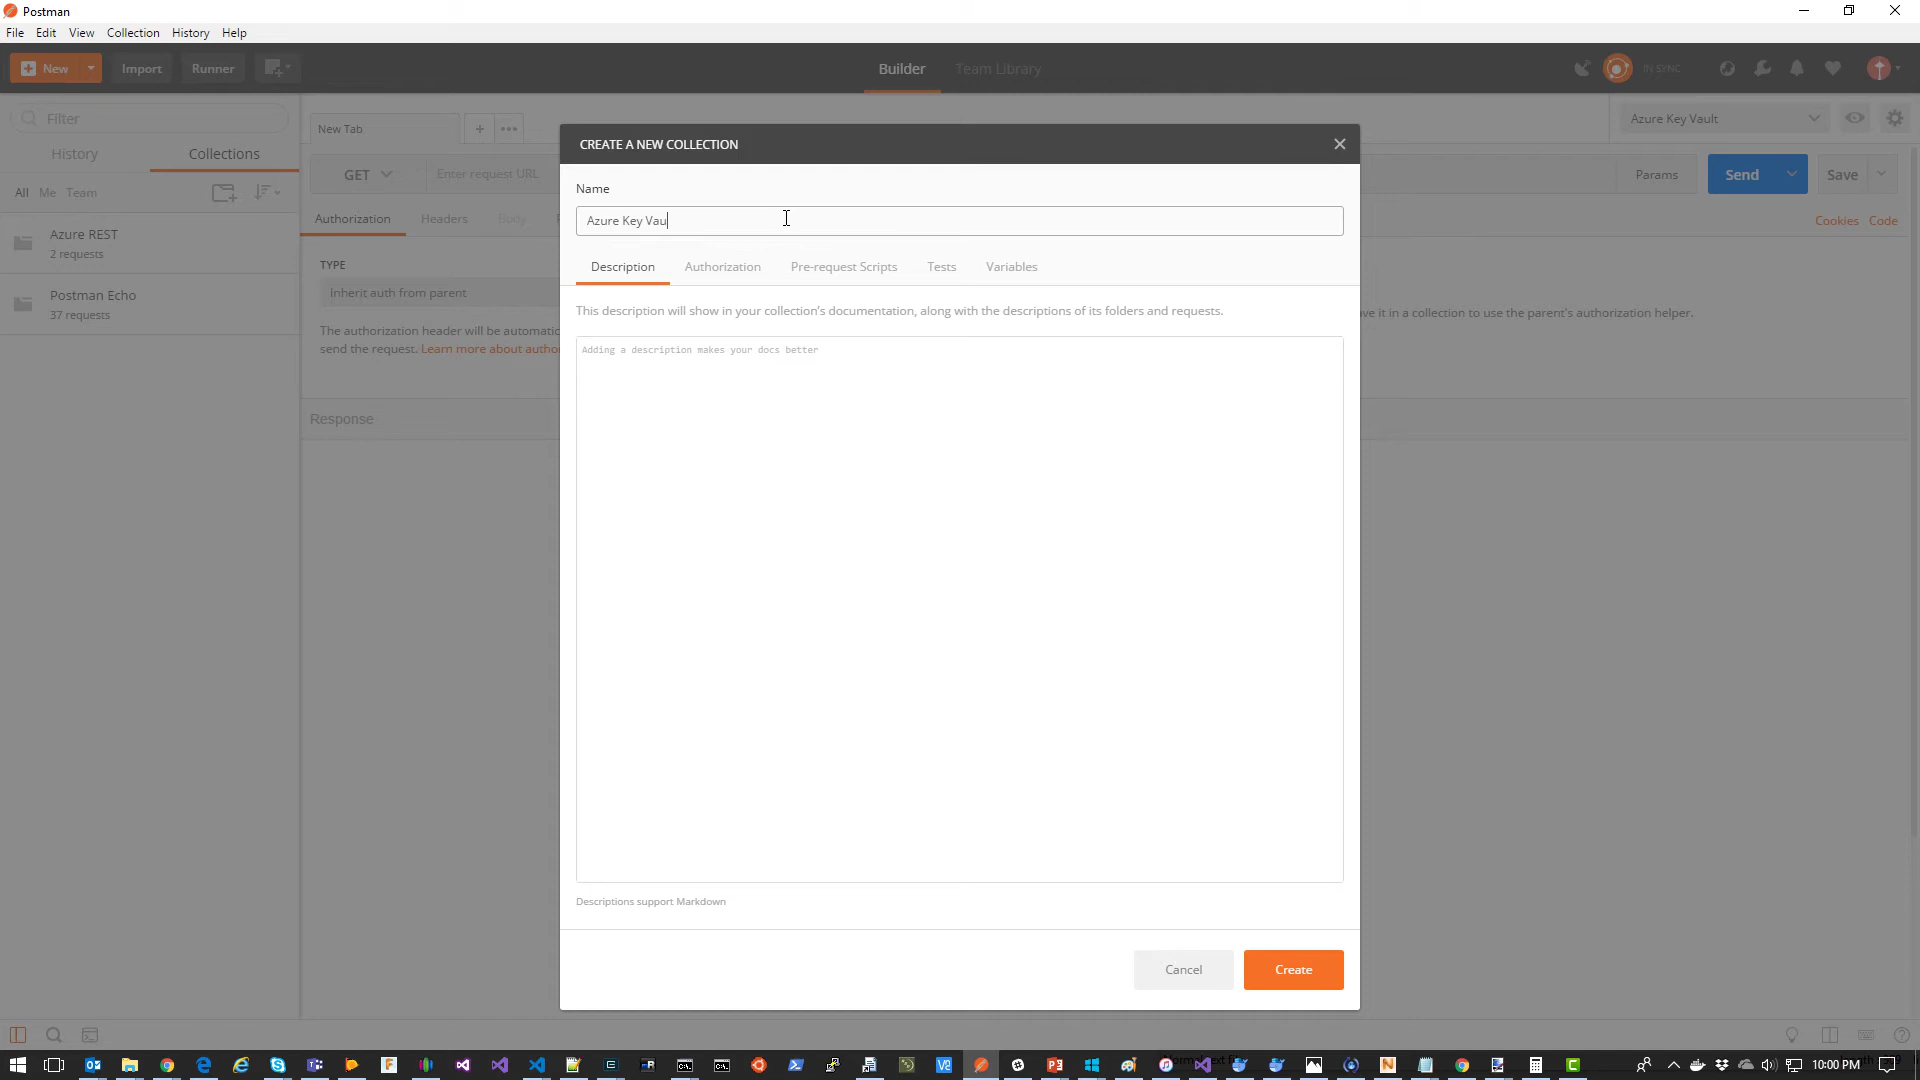 Postman
File Edit View Collection History Help
New Import Runner Builder Team Library IN SYNC
Filter
New Tab
Azure Key Vault
CREATE A NEW COLLECTION
History Collections
GET Enter request URL Params Send Save
All Me Team
Name
Azure Key Vau
Authorization Headers Body Cookies Code
Azure REST
2 requests
TYPE
Inherit auth from parent
Description Authorization Pre-request Scripts Tests Variables
Postman Echo
37 requests
This description will show in your collection's documentation, along with the descriptions of its folders and requests.
The authorization header will be automatic
ve it in a collection to use the parent's authorization helper.
send the request. Learn more about author
Adding a description makes your docs better
Response
Descriptions support Markdown
Cancel Create
10:00 PM